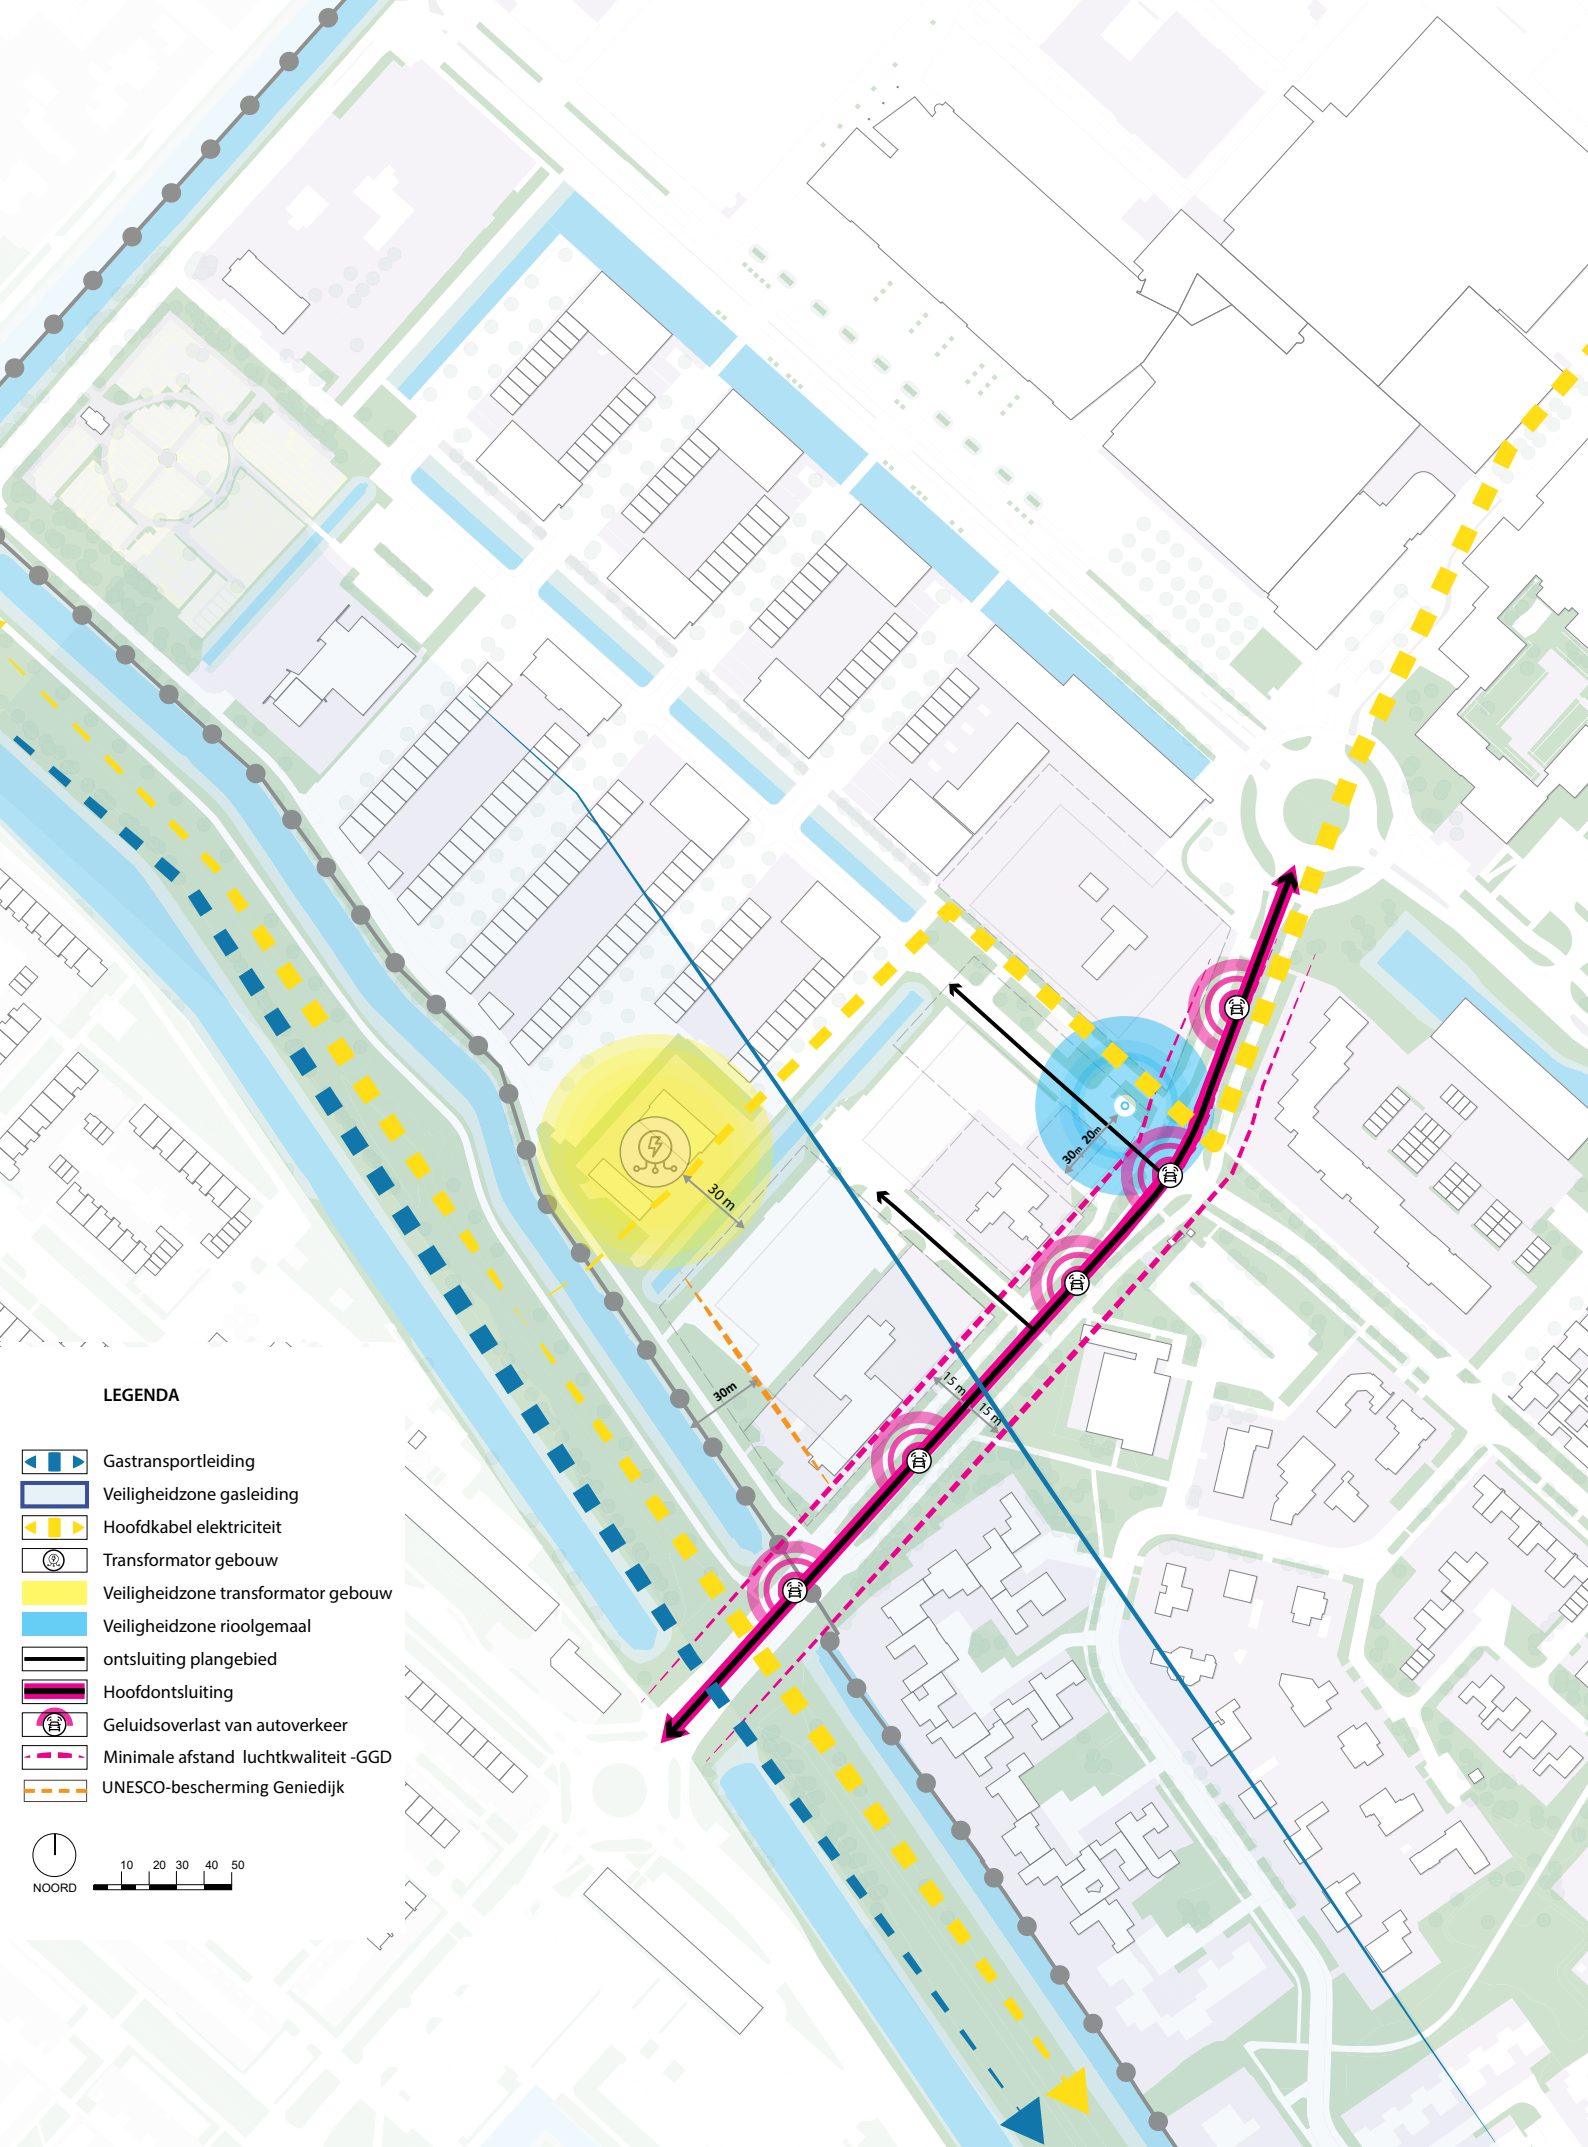 30m 20m
30 m
30m
15 m
15 m
LEGENDA
Gastransportleiding
Veiligheidzone gasleiding
Hoofdkabel elektriciteit
Transformator gebouw
Veiligheidzone transformator gebouw
Veiligheidzone rioolgemaal
ontsluiting plangebied
Hoofdontsluiting
Geluidsoverlast van autoverkeer
Minimale afstand luchtkwaliteit -GGD
UNESCO-bescherming Geniedijk
10 20 30 40 50
NOORD